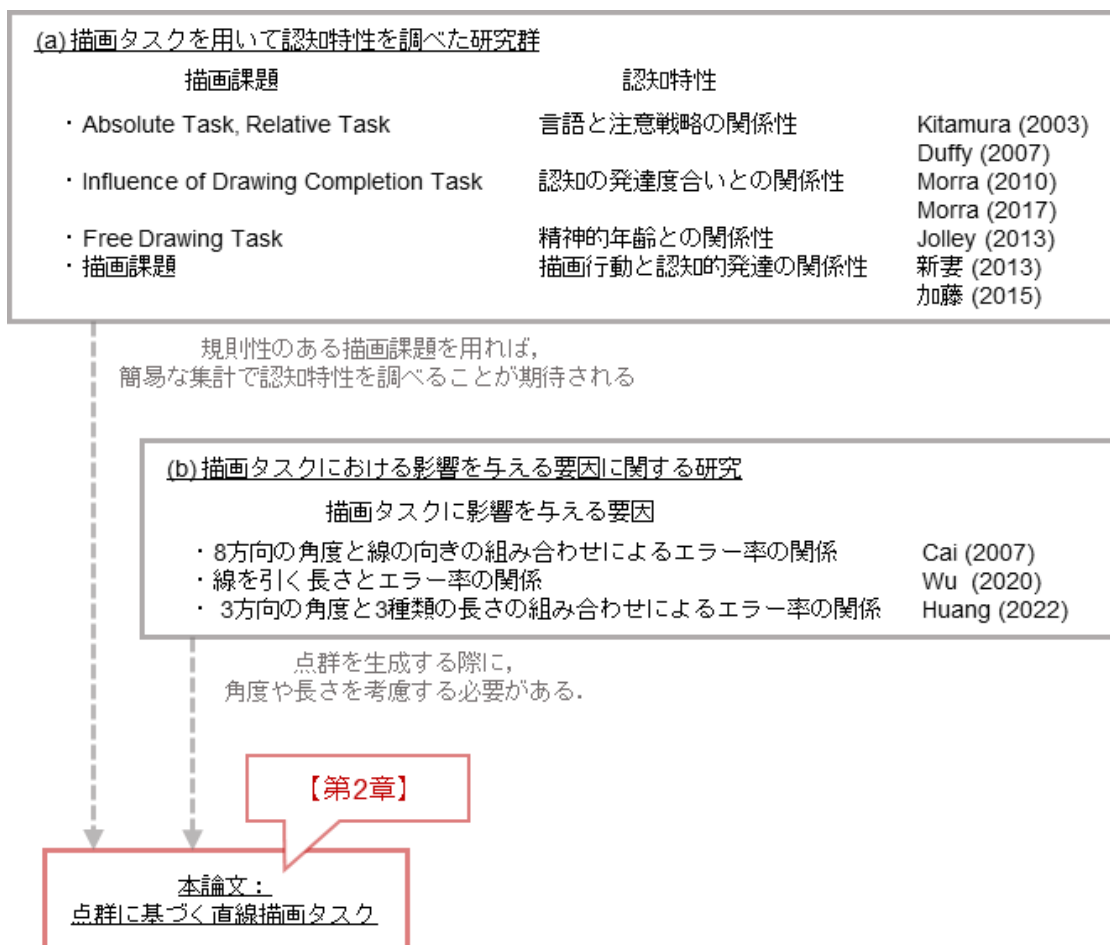 (a) 描画タスクを用いて認知特性を調べた研究群
描画課題 認知特性
・Absolute Task, Relative Task 言語と注意戦略の関係性 Kitamura (2003)
Duffy (2007)
・Influence of Drawing Completion Task 認知の発達度合いとの関係性 Morra (2010)
Morra (2017)
・Free Drawing Task 精神的年齢との関係性 Jolley (2013)
・描画課題 描画行動と認知的発達の関係性 新妻 (2013)
加藤 (2015)
規則性のある描画課題を用れば,
簡易な集計で認知特性を調べることが期待される
(b) 描画タスクにおける影響を与える要因に関する研究
描画タスクに影響を与える要因
・8方向の角度と線の向きの組み合わせによるエラー率の関係 Cai (2007)
・線を引く長さとエラー率の関係 Wu (2020)
・ 3方向の角度と3種類の長さの組み合わせによるエラー率の関係 Huang (2022)
点群を生成する際に,
角度や長さを考慮する必要がある.
【第2章】
本論文：
点群に基づく直線描画タスク